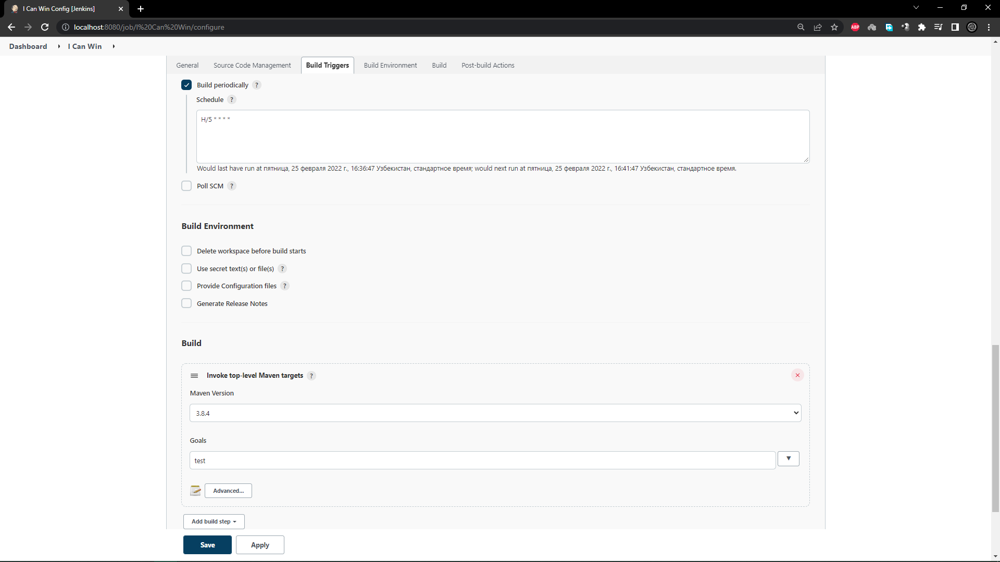 I Can Win Config [Jenkins]
localhost:8080/job/I%20Can%20Win/configure
ABP
Dashboard I Can Win
General Source Code Management Build Triggers Build Environment Build Post-build Actions
Build periodically ?
Schedule ?
H/5 * * * *
Would last have run at пятница, 25 февраля 2022 г., 16:36:47 Узбекистан, стандартное время; would next run at пятница, 25 февраля 2022 г., 16:41:47 Узбекистан, стандартное время.
Poll SCM ?
Build Environment
Delete workspace before build starts
Use secret text(s) or file(s) ?
Provide Configuration files ?
Generate Release Notes
Build
Invoke top-level Maven targets ?
Maven Version
3.8.4
Goals
test
Advanced...
Add build step
Save Apply